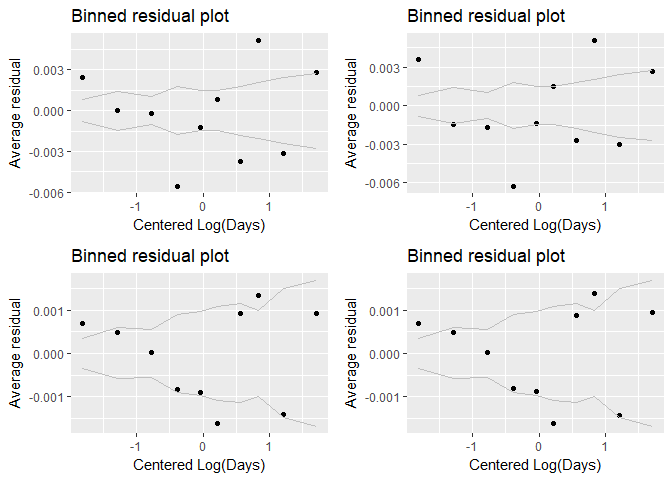 Binned residual plot
Average residual
0.003
0.000
-0.003
-0.006
-1
0
1
Centered Log(Days)
Binned residual plot
Average residual
0.003
0.000
-0.003
-0.006
-1
0
1
Centered Log(Days)
Binned residual plot
Average residual
0.001
0.000
-0.001
-1
0
1
Centered Log(Days)
Binned residual plot
Average residual
0.001
0.000
-0.001
-1
0
1
Centered Log(Days)